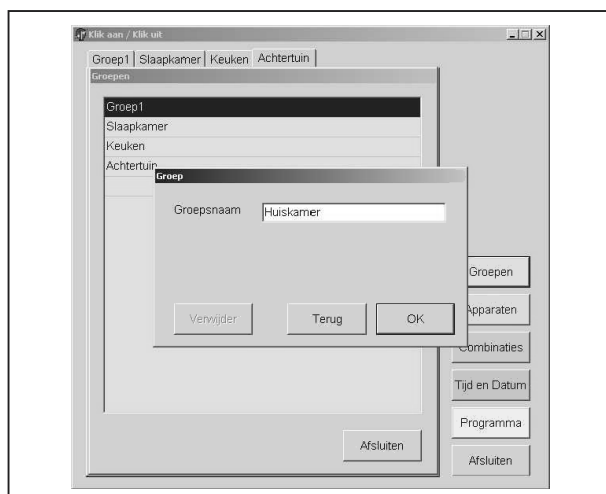 Klik aan / Klik uit
Groep1 Slaapkamer Keuken Achtertuin
Groepen
Groep1
Slaapkamer
Keuken
Achtertuin
Groep
Groepsnaam Huiskamer
Verwijder Terug OK
Afsluiten
Groepen
Apparaten
Combinaties
Tijd en Datum
Programma
Afsluiten